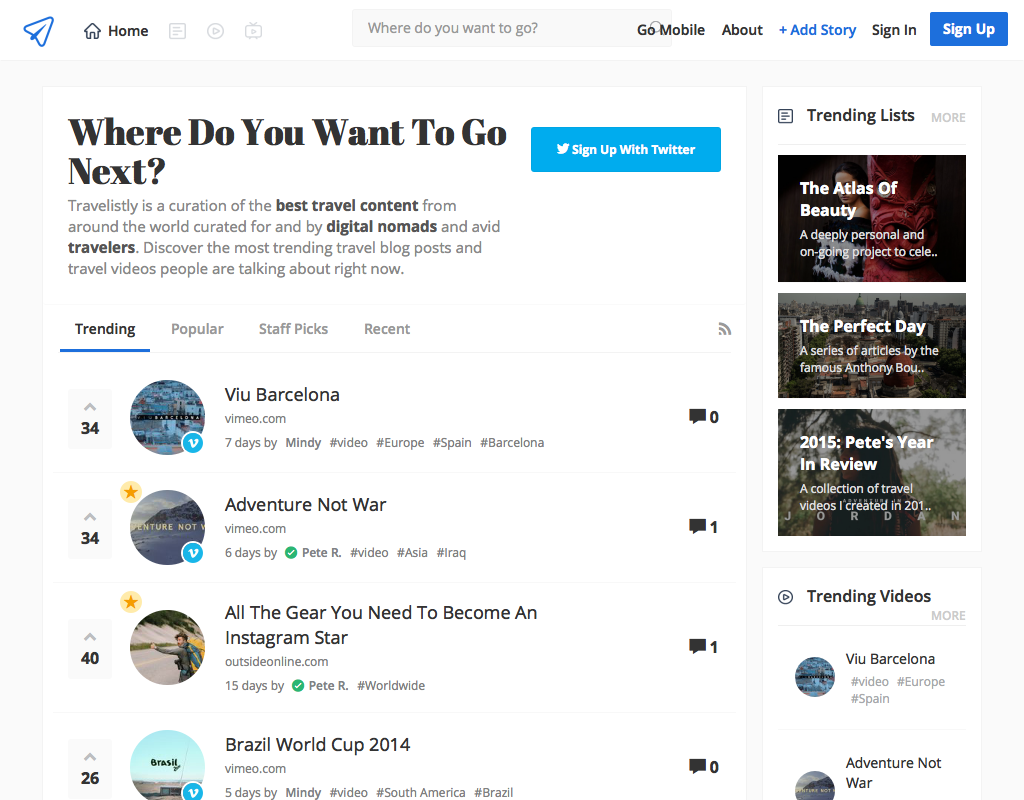 Home
Where do you want to go?
Go Mobile
About
+ Add Story
Sign In
Sign Up
Where Do You Want To Go
Next?
Sign Up With Twitter
Travelistly is a curation of the best travel content from
around the world curated for and by digital nomads and avid
travelers. Discover the most trending travel blog posts and
travel videos people are talking about right now.
Trending
Popular
Staff Picks
Recent
34
VIU BARCELONA
Viu Barcelona
vimeo.com
7 days by Mindy #video #Europe #Spain #Barcelona
0
34
ENTURE NOT W
Adventure Not War
vimeo.com
6 days by Pete R. #video #Asia #Iraq
1
40
All The Gear You Need To Become An
Instagram Star
outsideonline.com
15 days by Pete R. #Worldwide
1
26
Brasil
Brazil World Cup 2014
vimeo.com
5 days by Mindy #video #South America #Brazil
0
Trending Lists
MORE
The Atlas Of
Beauty
A deeply personal and
on-going project to cele..
The Perfect Day
A series of articles by the
famous Anthony Bou..
2015: Pete's Year
In Review
A collection of travel
videos I created in 201..
JORDAN
Trending Videos
MORE
Viu Barcelona
#video #Europe
#Spain
Adventure Not
War